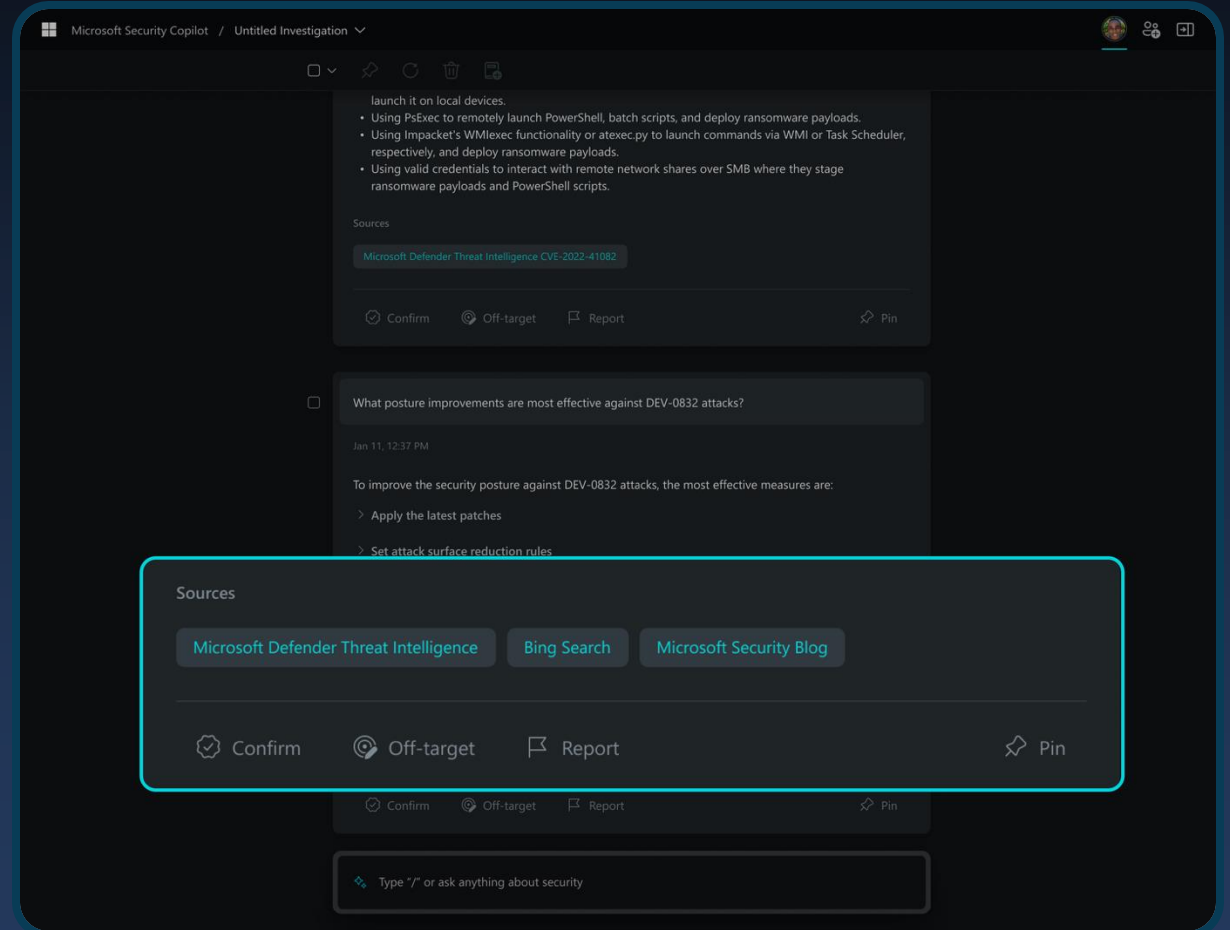 Microsoft Security Copilot / Untitled Investigation
launch it on local devices.
• Using PsExec to remotely launch PowerShell, batch scripts, and deploy ransomware payloads.
• Using Impacket's WMIexec functionality or atexec.py to launch commands via WMI or Task Scheduler,
respectively, and deploy ransomware payloads.
• Using valid credentials to interact with remote network shares over SMB where they stage
ransomware payloads and PowerShell scripts.
Sources
Microsoft Defender Threat Intelligence CVE-2022-41082
Confirm Off-target Report Pin
What posture improvements are most effective against DEV-0832 attacks?
Jan 11, 12:37 PM
To improve the security posture against DEV-0832 attacks, the most effective measures are:
Apply the latest patches
Set attack surface reduction rules
Sources
Microsoft Defender Threat Intelligence Bing Search Microsoft Security Blog
Confirm Off-target Report Pin
Confirm Off-target Report Pin
Type "/" or ask anything about security